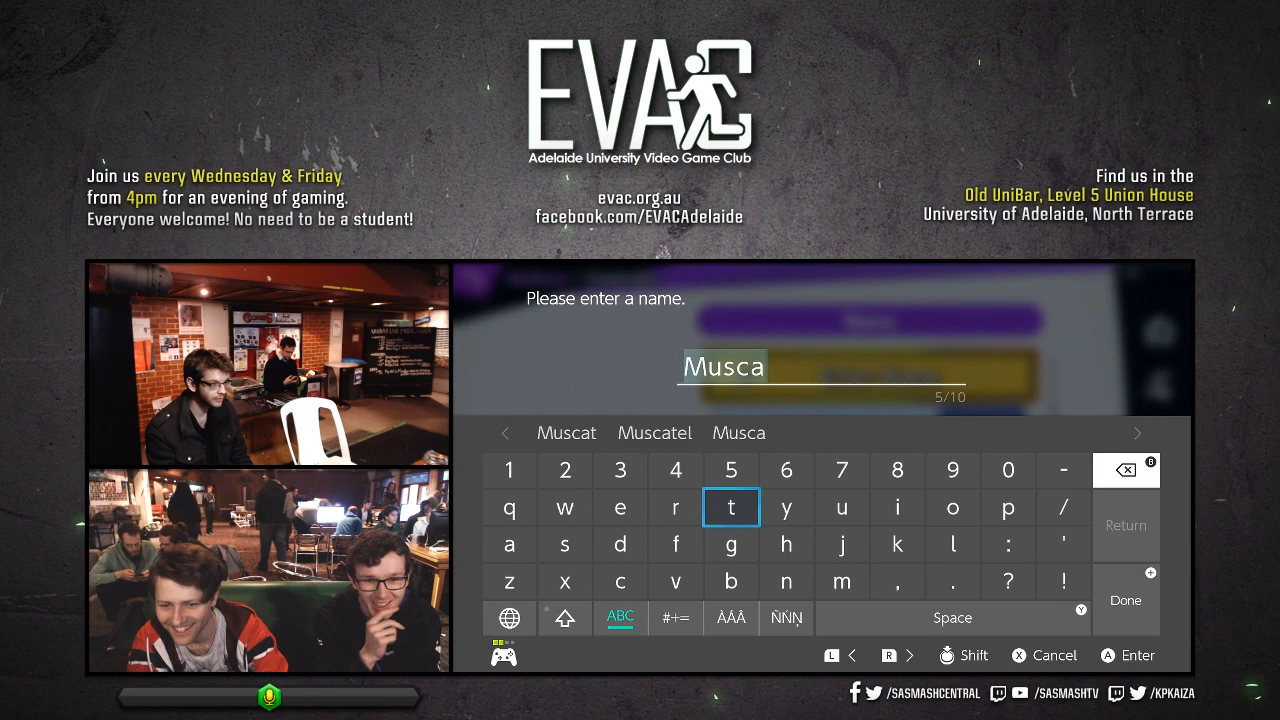 EVAC
Adelaide University Video Game Club
Join us every Wednesday & Friday
from 4pm for an evening of gaming.
Everyone welcome! No need to be a student!
evac.org.au
facebook.com/EVACAdelaide
Find us in the
Old UniBar, Level 5 Union House
University of Adelaide, North Terrace
Please enter a name.
Musca
5/10
Muscat Muscatel Musca
1 2 3 4 5 6 7 8 9 0 -
q w e r t y u i o p /
Return
a s d f g h j k l : '
z x c v b n m , . ? !
Done
ABC #+= ÀÁÂ ÑŃṆ Space
L R Shift X Cancel A Enter
/SASMASHCENTRAL /SASMASHTV /KPKAIZA